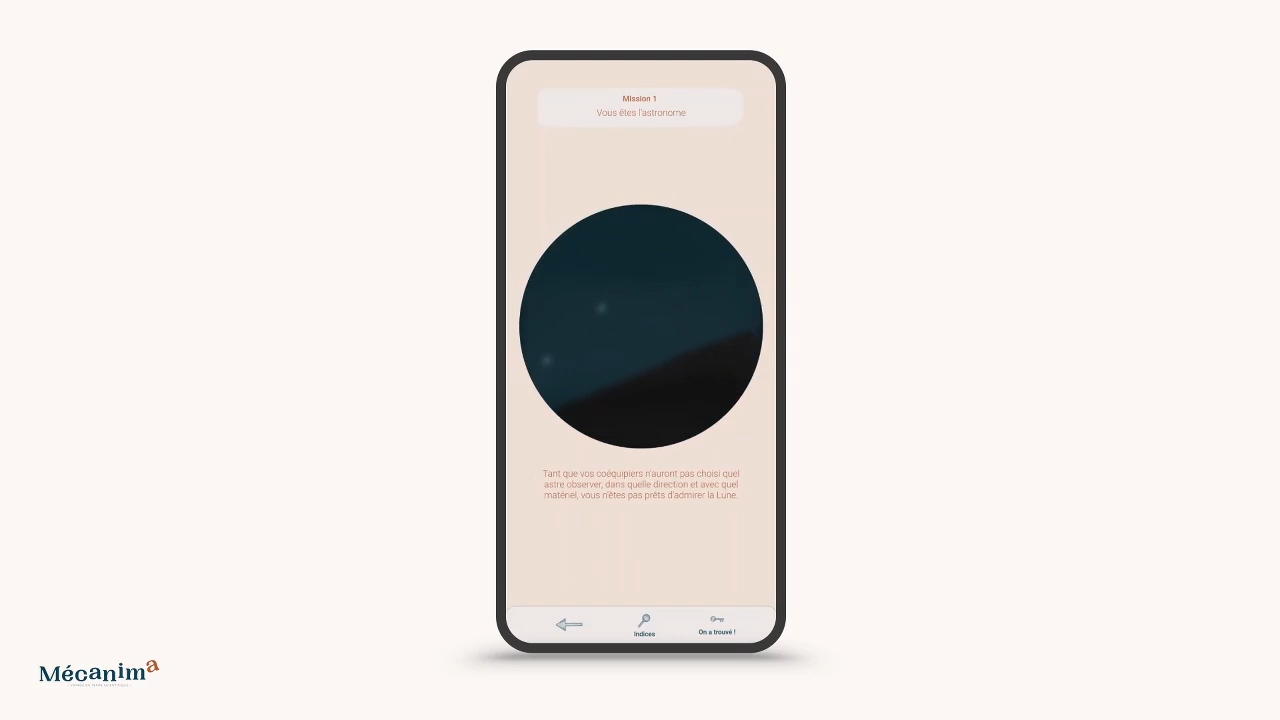 Mission 1
Vous êtes l'astronome
Tant que vos coéquipiers n'auront pas choisi quel
astre observer, dans quelle direction et avec quel
matériel, vous n'êtes pas prêts d'admirer la Lune.
Indices
On a trouvé !
Mécanima